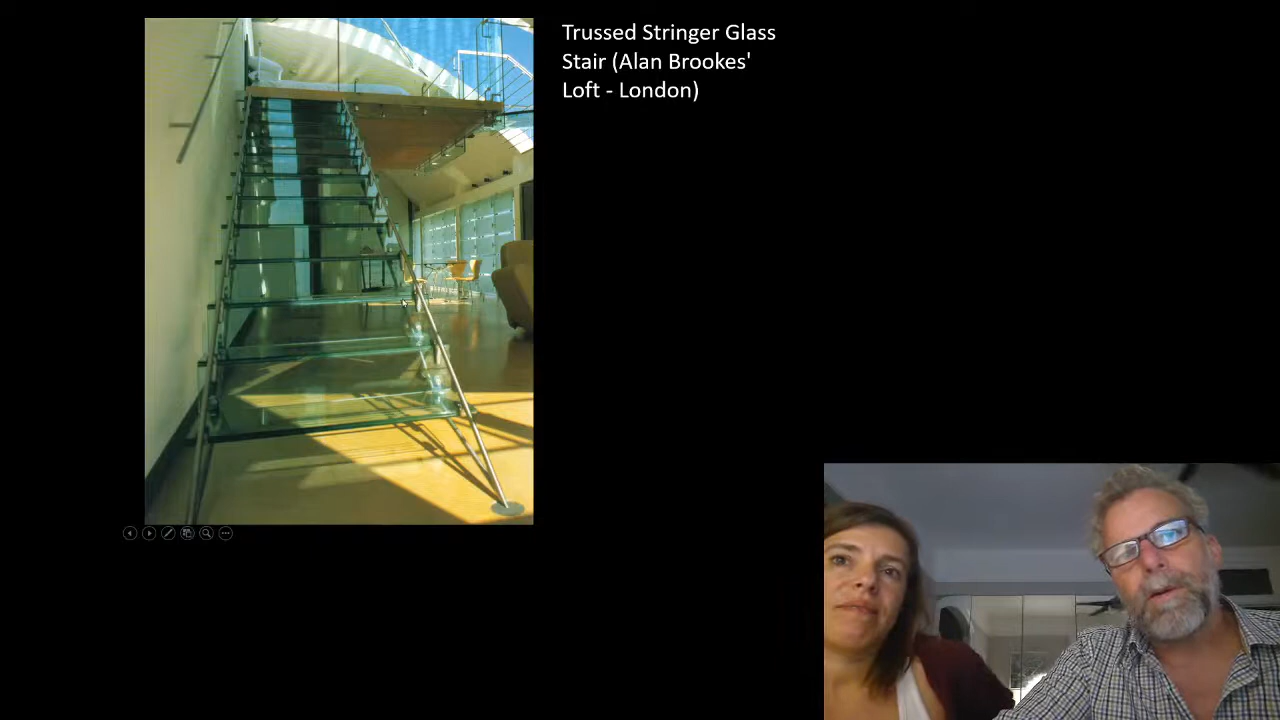 Trussed Stringer Glass
Stair (Alan Brookes'
Loft - London)